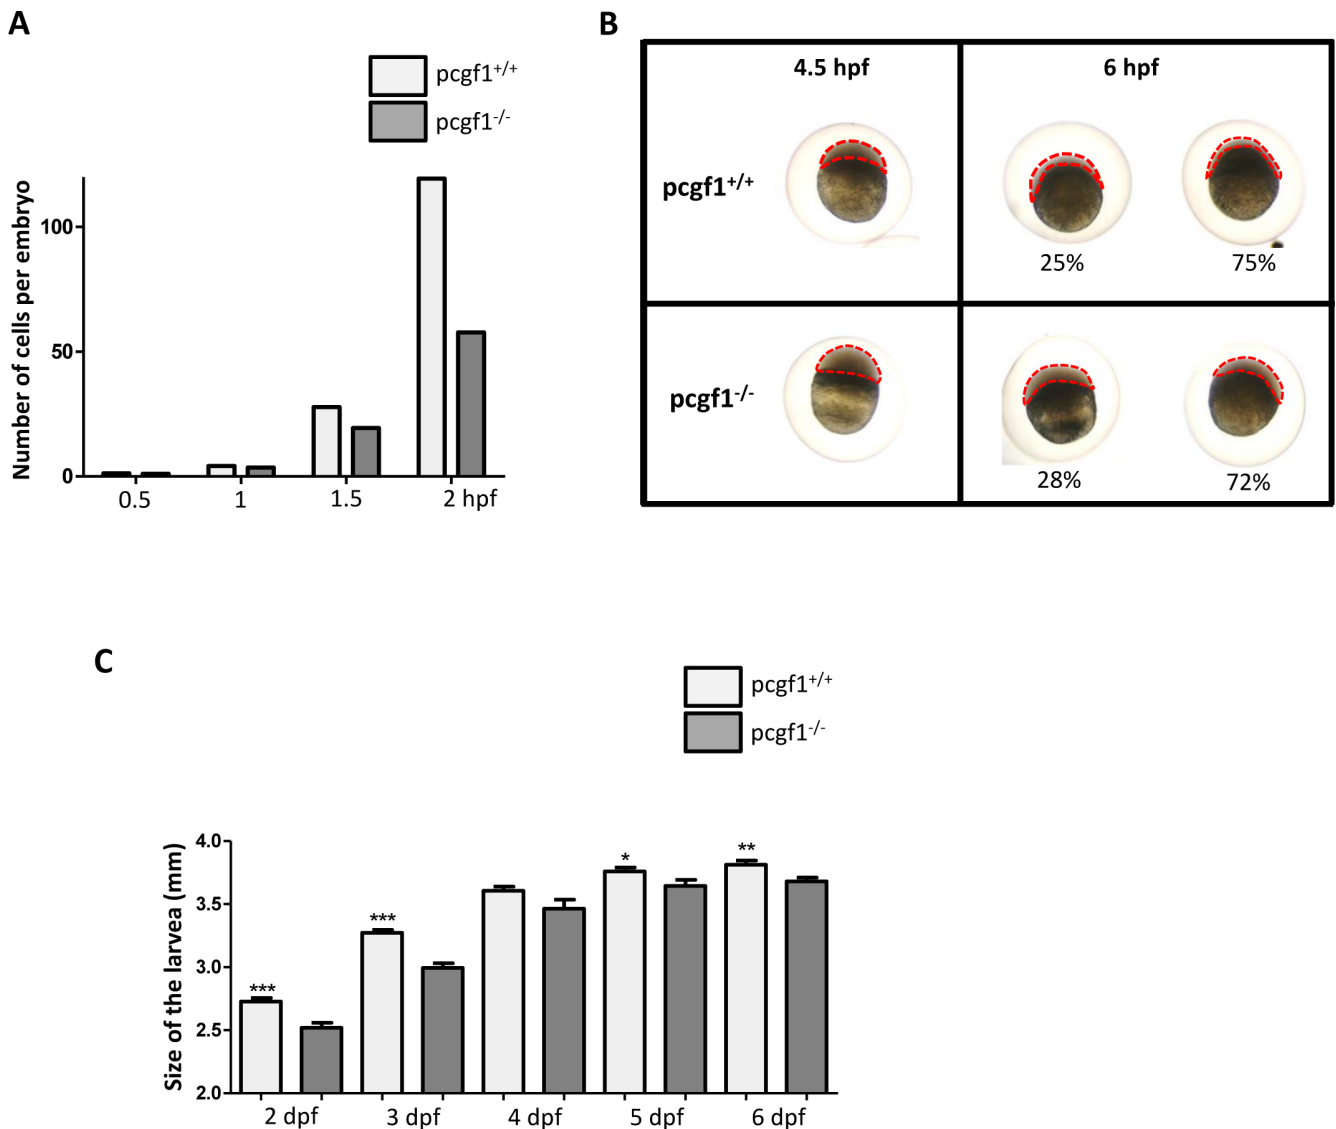 A
pcgf1+/+
pcgf1-/-
Number of cells per embryo
100
50
0
0.5 1 1.5 2 hpf
B
4.5 hpf 6 hpf
pcgf1+/+
25% 75%
pcgf1-/-
28% 72%
C
pcgf1+/+
pcgf1-/-
Size of the larvea (mm)
4.0
3.5
3.0
2.5
2.0
*** *** * **
2 dpf 3 dpf 4 dpf 5 dpf 6 dpf